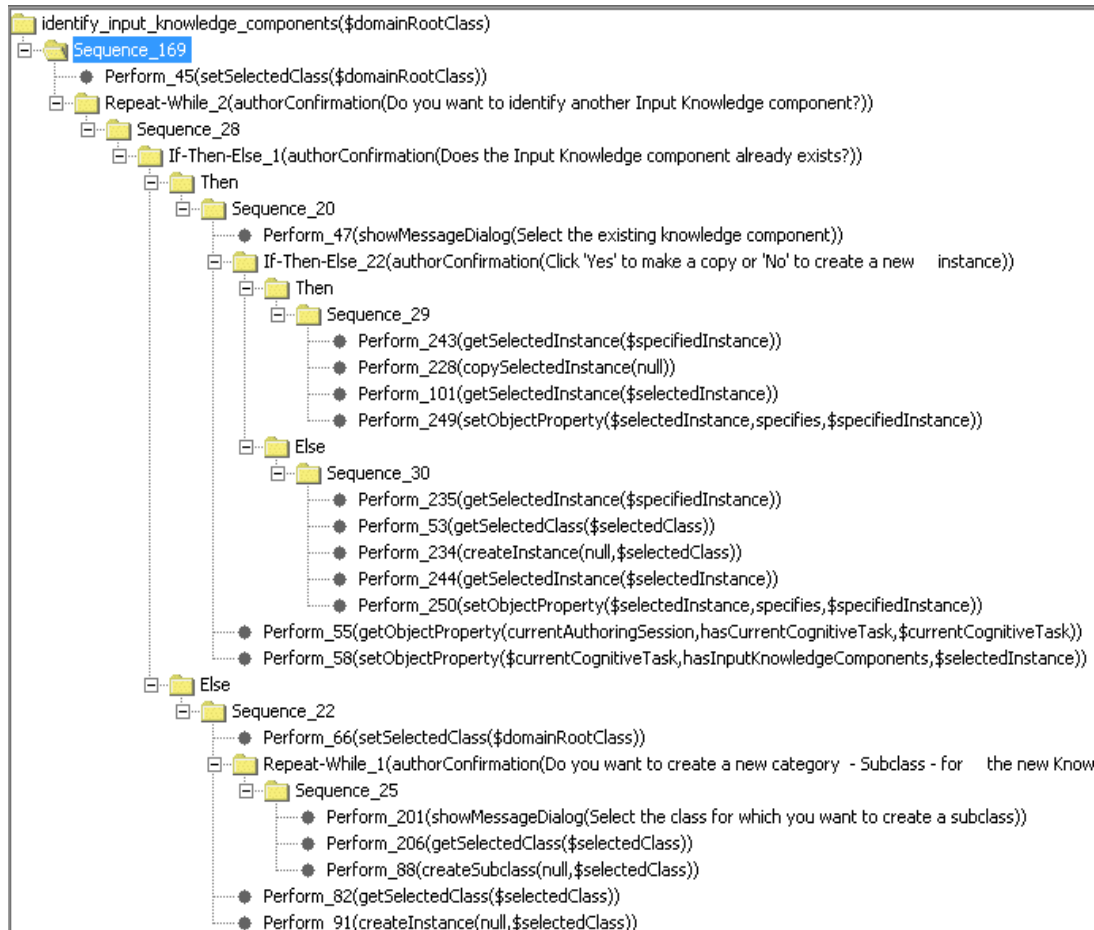 identify_input_knowledge_components($domainRootClass)
Sequence_169
Perform_45(setSelectedClass($domainRootClass))
Repeat-While_2(authorConfirmation(Do you want to identify another Input Knowledge component?))
Sequence_28
If-Then-Else_1(authorConfirmation(Does the Input Knowledge component already exists?))
Then
Sequence_20
Perform_47(showMessageDialog(Select the existing knowledge component))
If-Then-Else_22(authorConfirmation(Click 'Yes' to make a copy or 'No' to create a new instance))
Then
Sequence_29
Perform_243(getSelectedInstance($specifiedInstance))
Perform_228(copySelectedInstance(null))
Perform_101(getSelectedInstance($selectedInstance))
Perform_249(setObjectProperty($selectedInstance,specifies,$specifiedInstance))
Else
Sequence_30
Perform_235(getSelectedInstance($specifiedInstance))
Perform_53(getSelectedClass($selectedClass))
Perform_234(createInstance(null,$selectedClass))
Perform_244(getSelectedInstance($selectedInstance))
Perform_250(setObjectProperty($selectedInstance,specifies,$specifiedInstance))
Perform_55(getObjectProperty(currentAuthoringSession,hasCurrentCognitiveTask,$currentCognitiveTask))
Perform_58(setObjectProperty($currentCognitiveTask,hasInputKnowledgeComponents,$selectedInstance))
Else
Sequence_22
Perform_66(setSelectedClass($domainRootClass))
Repeat-While_1(authorConfirmation(Do you want to create a new category - Subclass - for the new Know
Sequence_25
Perform_201(showMessageDialog(Select the class for which you want to create a subclass))
Perform_206(getSelectedClass($selectedClass))
Perform_88(createSubclass(null,$selectedClass))
Perform_82(getSelectedClass($selectedClass))
Perform_91(createInstance(null,$selectedClass))